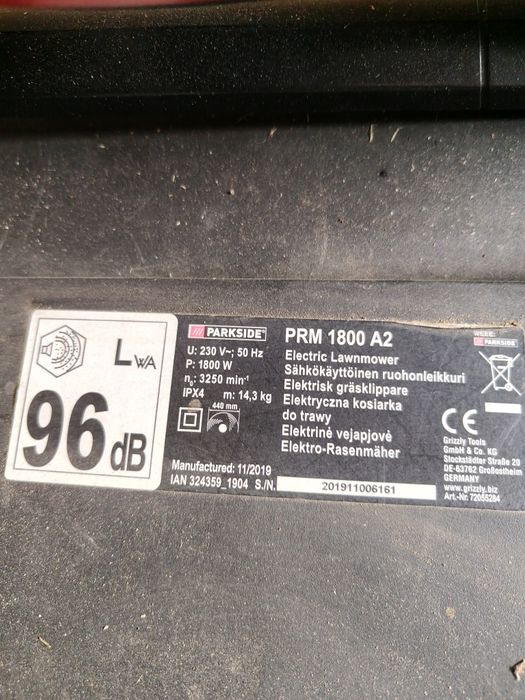 LWA
96 dB
PARKSIDE
U: 230 V~; 50 Hz
P: 1800 W
n₀: 3250 min⁻¹
IPX4 m: 14,3 kg
440 mm
Manufactured: 11/2019
IAN 324359_1904 S./N.
201911006161
PRM 1800 A2
Electric Lawnmower
Sähkökäyttöinen ruohonleikkuri
Elektrisk gräsklippare
Elektryczna kosiarka
do trawy
Elektrinė vejapjovė
Elektro-Rasenmäher
WEEE:
PARKSIDE
CE
Grizzly Tools
GmbH & Co. KG
Stockstädter Straße 20
DE-63762 Großostheim
GERMANY
www.grizzly.biz
Art.-Nr. 72055284